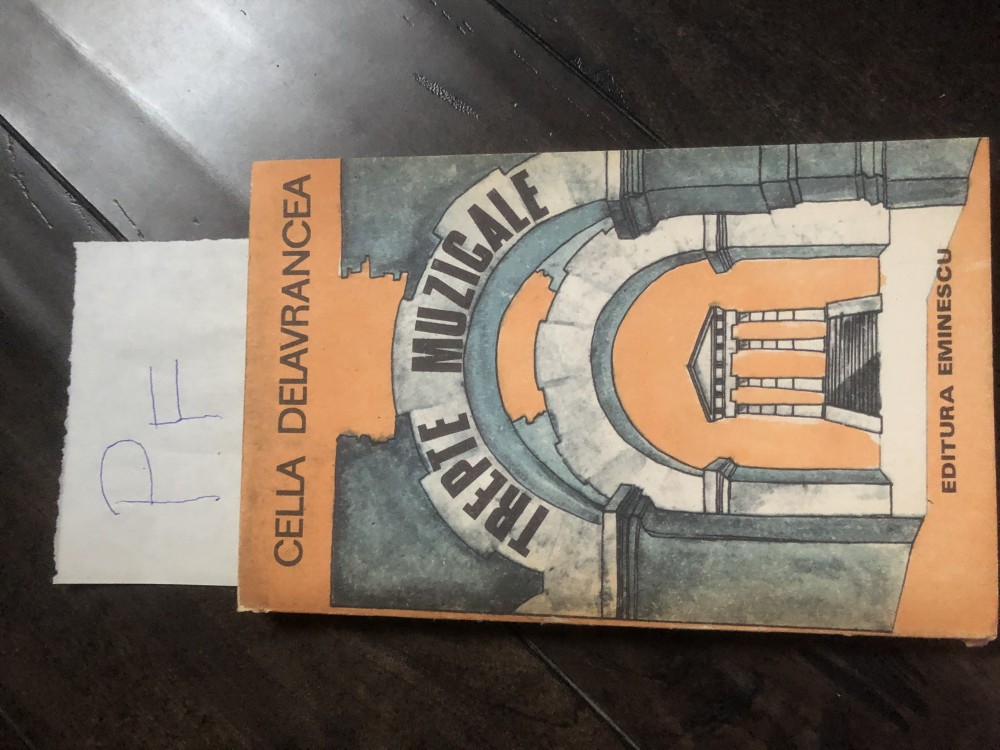 PF
CELLA DELAVRANCEA
TREPTE MUZICALE
EDITURA EMINESCU